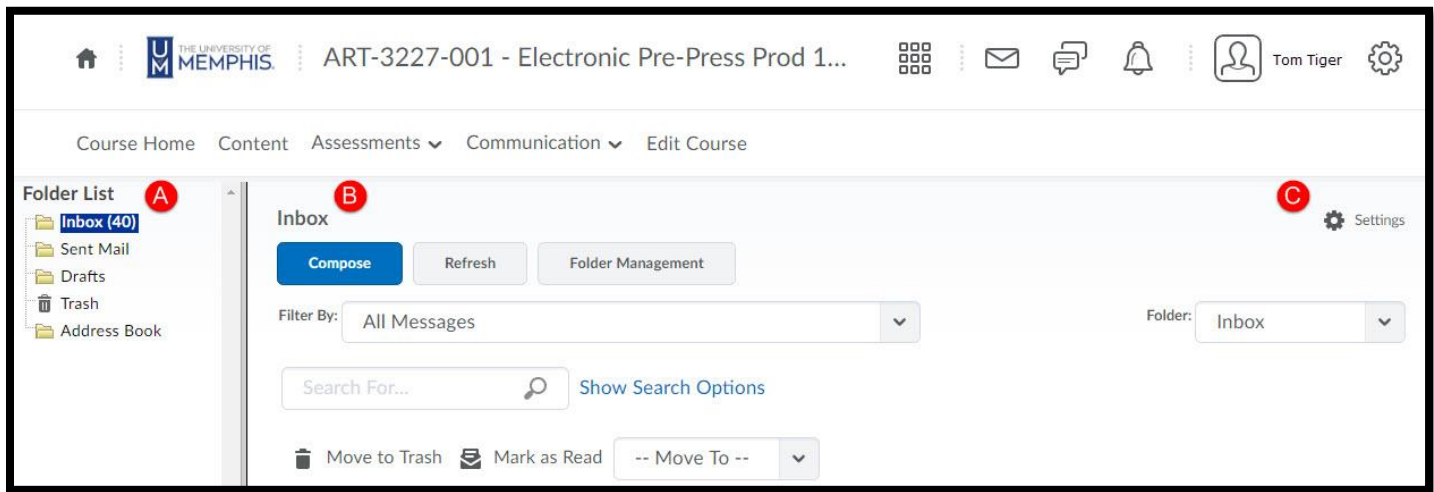 UM THE UNIVERSITY OF MEMPHIS.
ART-3227-001 - Electronic Pre-Press Prod 1...
Tom Tiger
Course Home Content Assessments Communication Edit Course
Folder List A
Inbox (40)
Sent Mail
Drafts
Trash
Address Book
B
C
Inbox
Settings
Compose Refresh Folder Management
Filter By: All Messages
Folder: Inbox
Search For... Show Search Options
Move to Trash Mark as Read -- Move To --